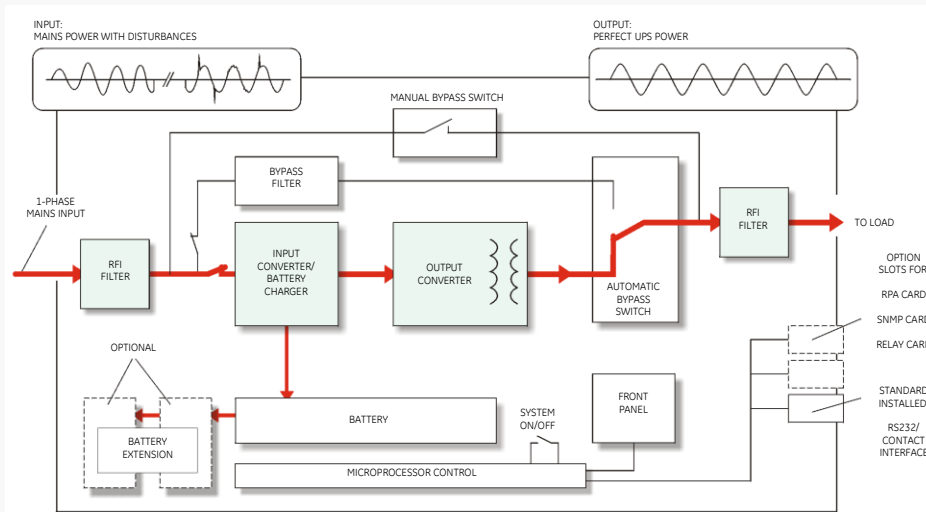 INPUT:
MAINS POWER WITH DISTURBANCES
OUTPUT:
PERFECT UPS POWER
MANUAL BYPASS SWITCH
BYPASS
FILTER
1-PHASE
MAINS INPUT
RFI
FILTER
TO LOAD
RFI
FILTER
INPUT
CONVERTER/
BATTERY
CHARGER
OUTPUT
CONVERTER
AUTOMATIC
BYPASS
SWITCH
OPTION
SLOTS FOR
RPA CARD
SNMP CARD
RELAY CARD
OPTIONAL
BATTERY
EXTENSION
BATTERY
SYSTEM
ON/OFF
FRONT
PANEL
STANDARD
INSTALLED
RS232/
CONTACT
INTERFACE
MICROPROCESSOR CONTROL